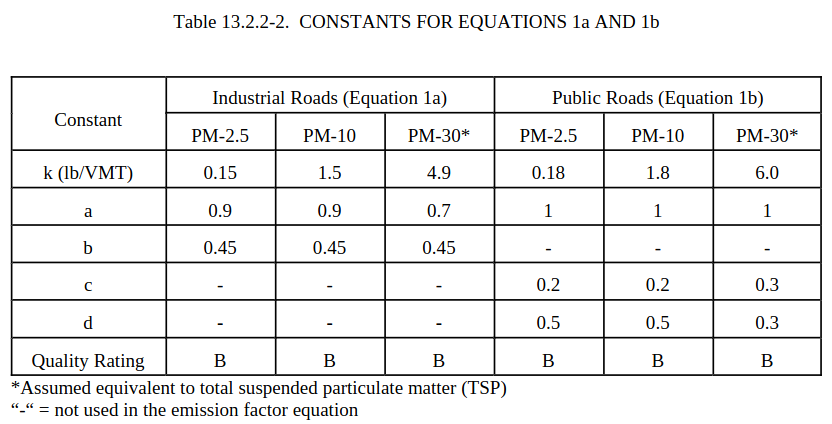 Table 13.2.2-2. CONSTANTS FOR EQUATIONS 1a AND 1b
Constant Industrial Roads (Equation 1a) Public Roads (Equation 1b)
PM-2.5 PM-10 PM-30* PM-2.5 PM-10 PM-30*
k (lb/VMT) 0.15 1.5 4.9 0.18 1.8 6.0
a 0.9 0.9 0.7 1 1 1
b 0.45 0.45 0.45 - - -
c - - - 0.2 0.2 0.3
d - - - 0.5 0.5 0.3
Quality Rating B B B B B B
*Assumed equivalent to total suspended particulate matter (TSP)
“-“ = not used in the emission factor equation